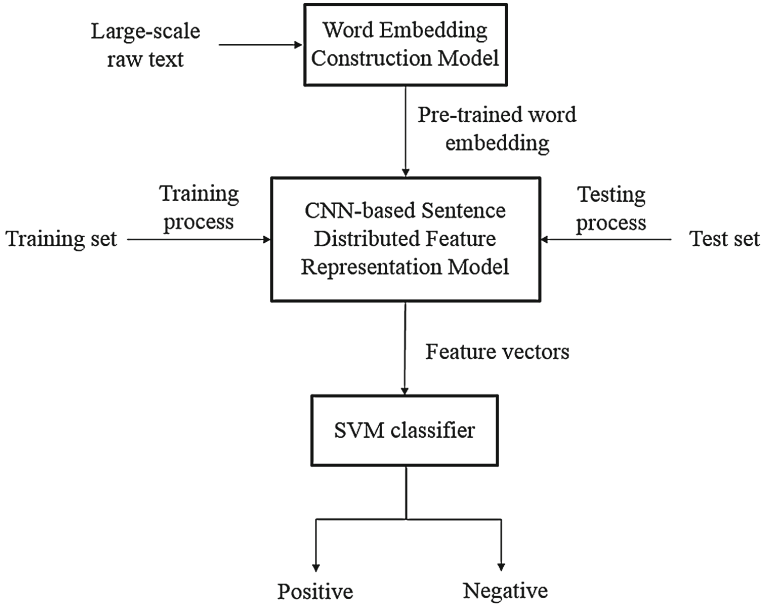 Large-scale
raw text
Word Embedding
Construction Model
Pre-trained word
embedding
Training
process
Training set
CNN-based Sentence
Distributed Feature
Representation Model
Testing
process
Test set
Feature vectors
SVM classifier
Positive
Negative